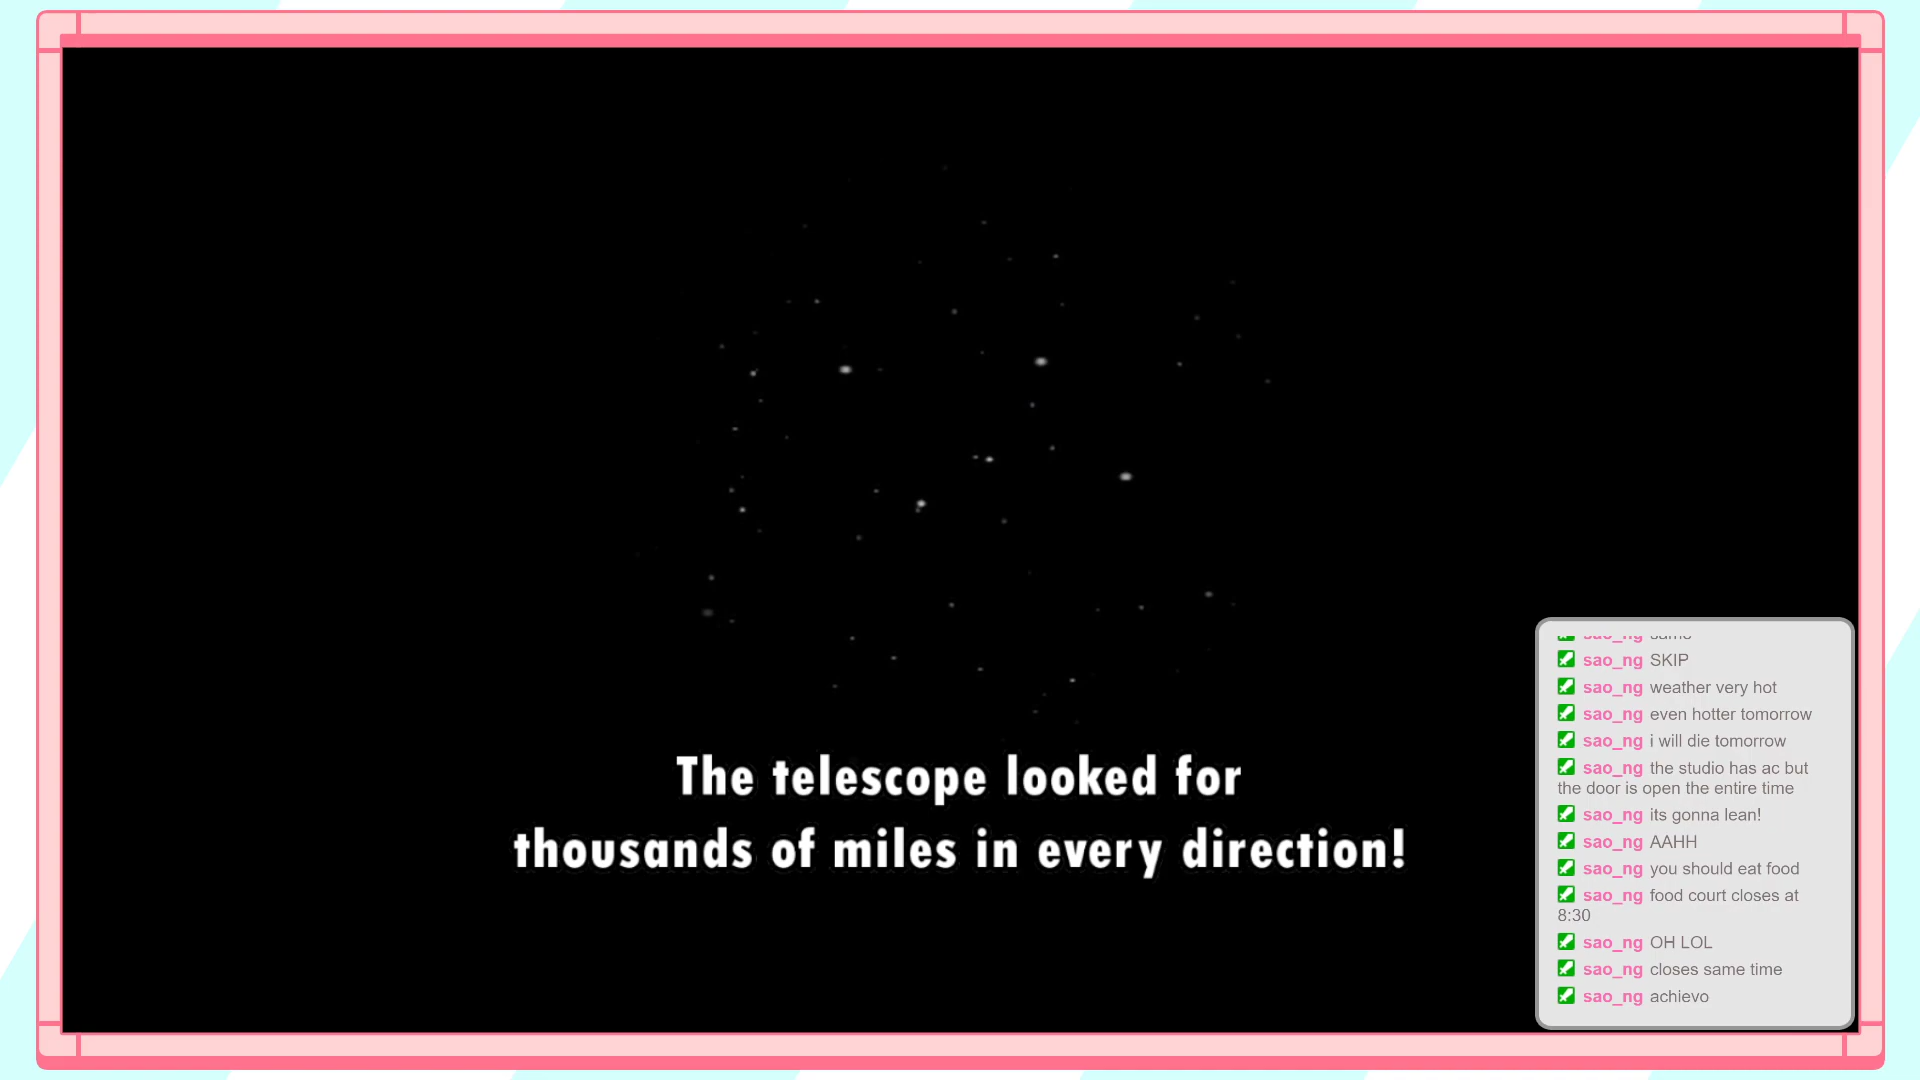 The telescope looked for
thousands of miles in every direction!
sao_ng same
sao_ng SKIP
sao_ng weather very hot
sao_ng even hotter tomorrow
sao_ng i will die tomorrow
sao_ng the studio has ac but
the door is open the entire time
sao_ng its gonna lean!
sao_ng AAHH
sao_ng you should eat food
sao_ng food court closes at
8:30
sao_ng OH LOL
sao_ng closes same time
sao_ng achievo